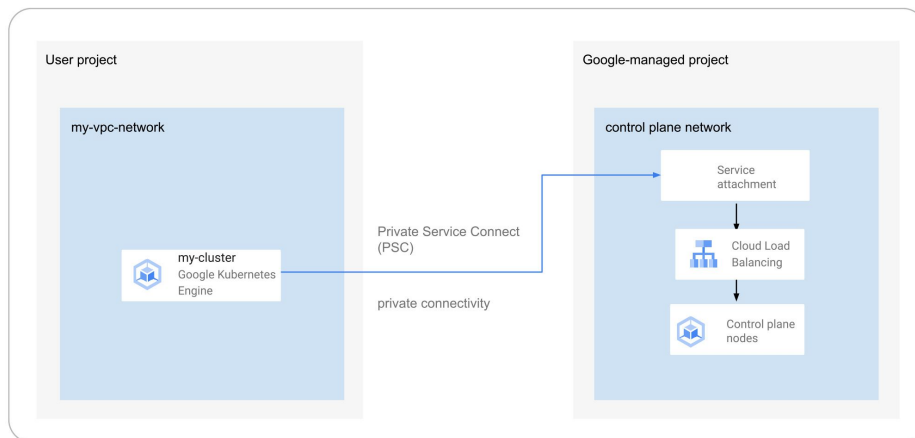 User project
my-vpc-network
my-cluster
Google Kubernetes
Engine
Private Service Connect
(PSC)
private connectivity
Google-managed project
control plane network
Service
attachment
Cloud Load
Balancing
Control plane
nodes